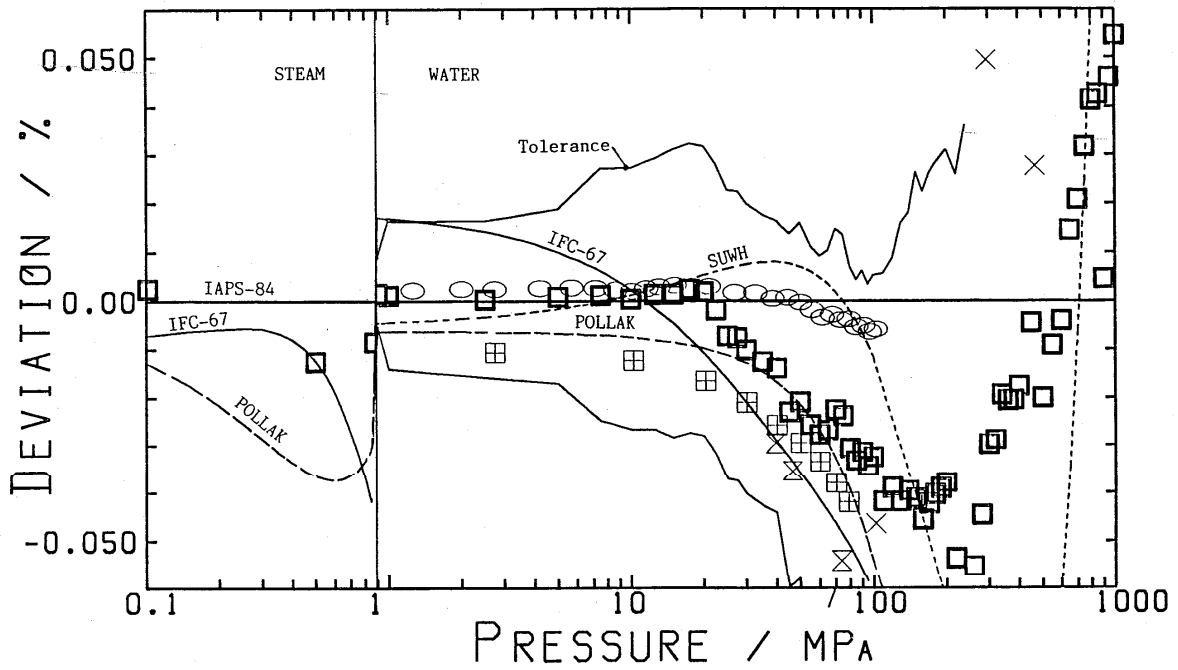 0.050
STEAM
WATER
Tolerance
IFC-67
SUWH
IAPS-84
0.00
IFC-67
POLLAK
POLLAK
-0.050
DEVIATION / %
0.1
1
10
100
1000
PRESSURE / MPA